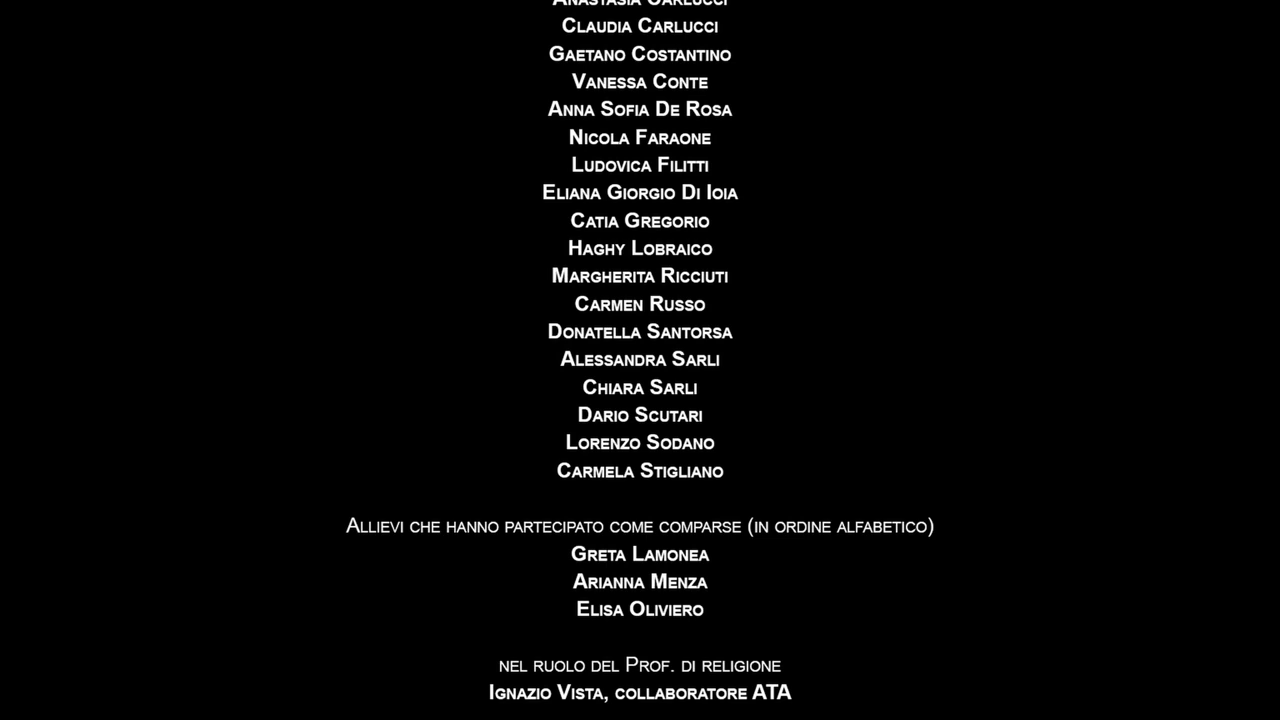 Anastasia Carlucci
Claudia Carlucci
Gaetano Costantino
Vanessa Conte
Anna Sofia De Rosa
Nicola Faraone
Ludovica Filitti
Eliana Giorgio Di Ioia
Catia Gregorio
Haghy Lobraico
Margherita Ricciuti
Carmen Russo
Donatella Santorsa
Alessandra Sarli
Chiara Sarli
Dario Scutari
Lorenzo Sodano
Carmela Stigliano
Allievi che hanno partecipato come comparse (in ordine alfabetico)
Greta Lamonea
Arianna Menza
Elisa Oliviero
nel ruolo del Prof. di religione
Ignazio Vista, collaboratore ATA